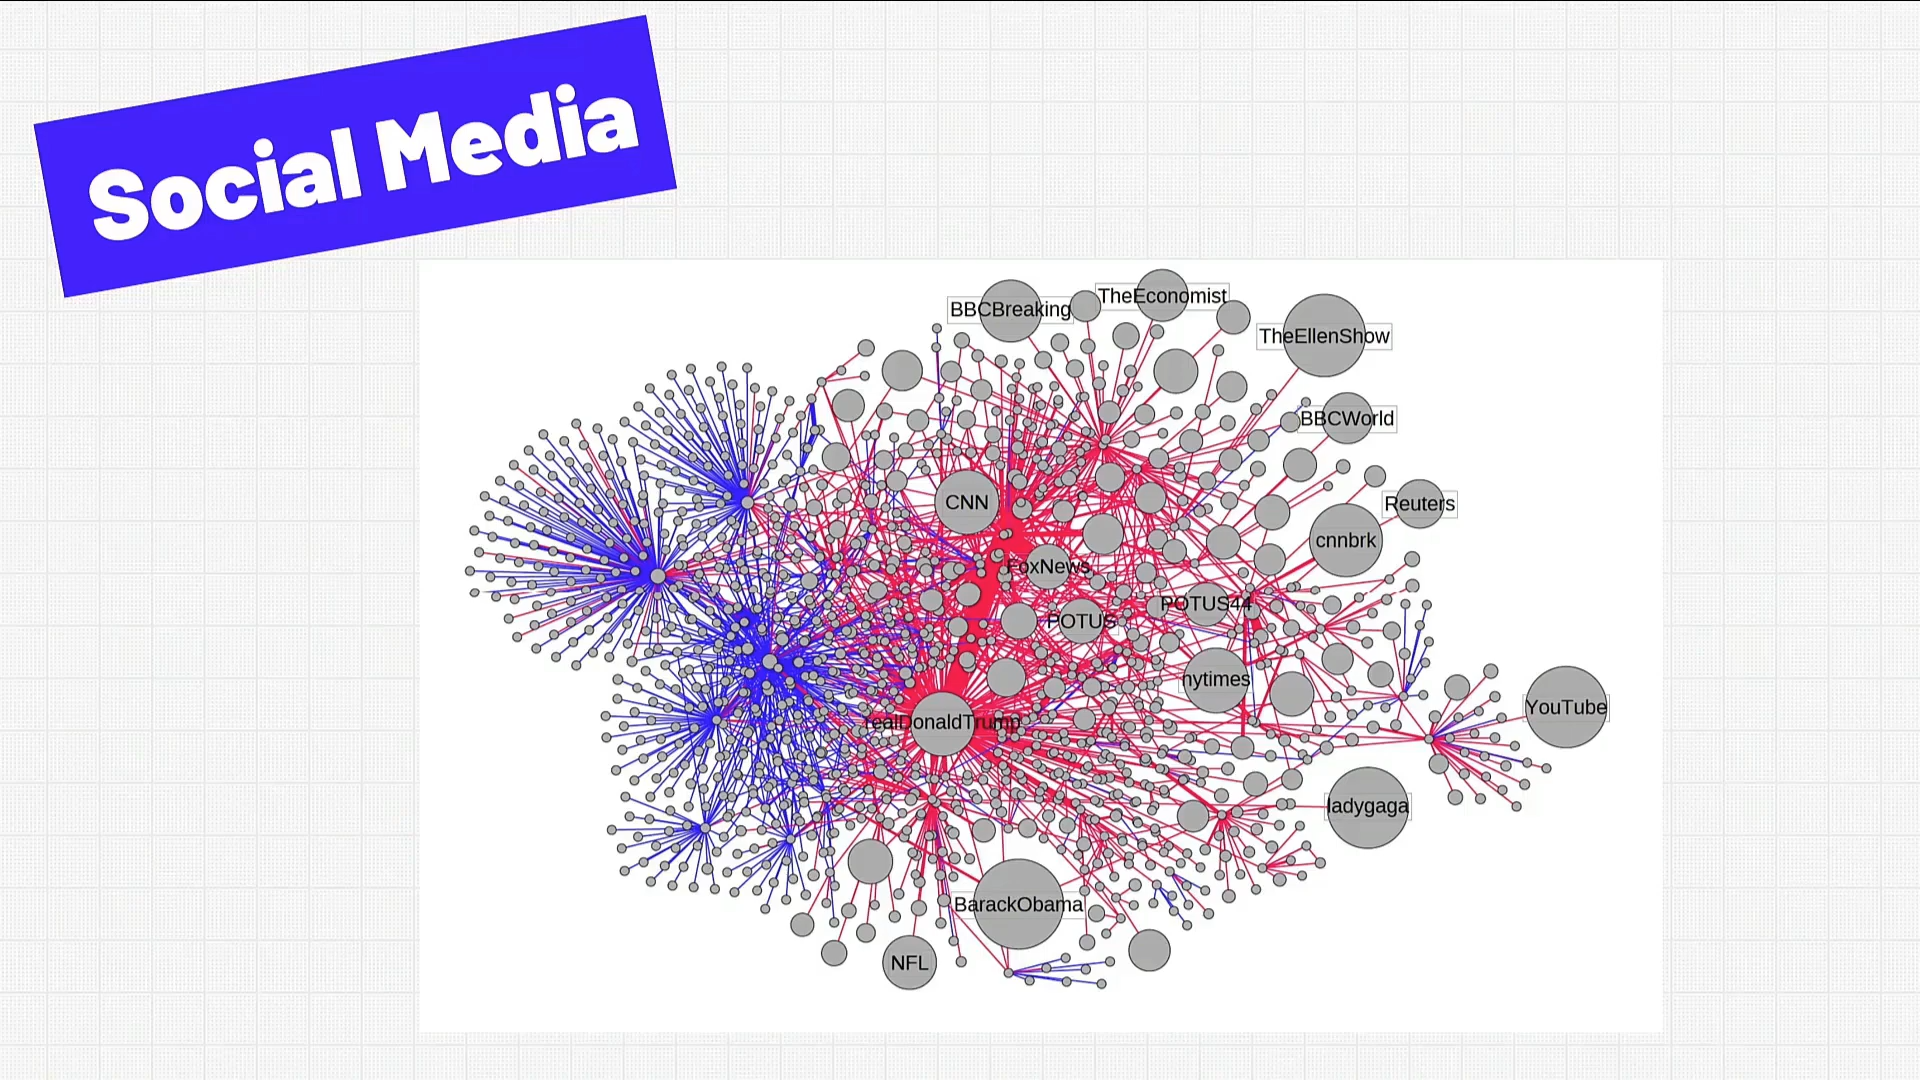 Social Media
TheEconomist
BBCBreaking
TheEllenShow
BBCWorld
CNN
Reuters
cnnbrk
FoxNews
POTUS44
POTUS
nytimes
YouTube
realDonaldTrump
ladygaga
BarackObama
NFL